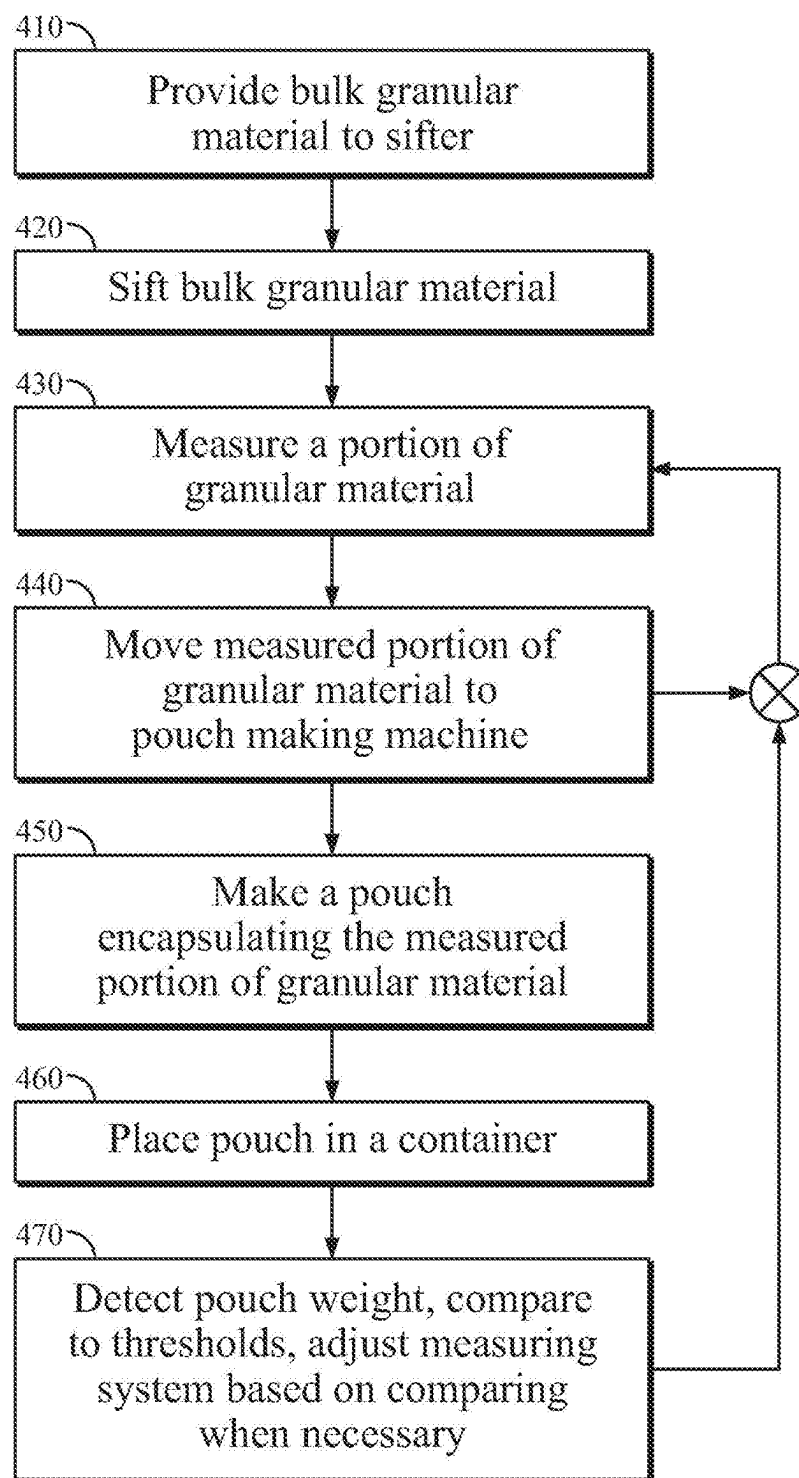 410
Provide bulk granular
material to sifter
420
Sift bulk granular material
430
Measure a portion of
granular material
440
Move measured portion of
granular material to
pouch making machine
450
Make a pouch
encapsulating the measured
portion of granular material
460
Place pouch in a container
470
Detect pouch weight, compare
to thresholds, adjust measuring
system based on comparing
when necessary